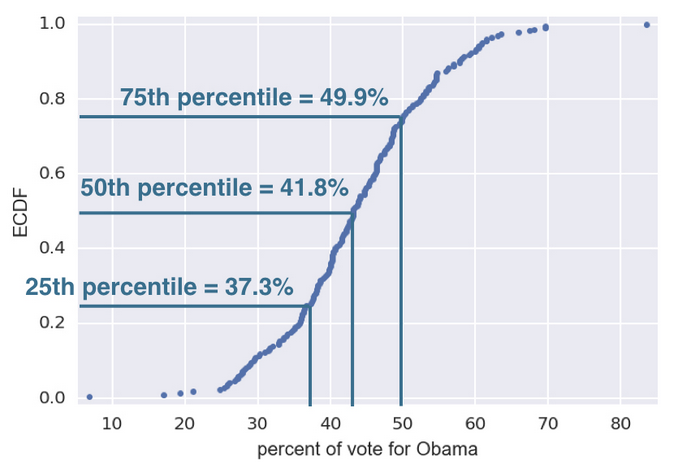 1.0
75th percentile = 49.9%
0.8
0.6
50th percentile = 41.8%
ECDF
0.4
25th percentile = 37.3%
0.2
0.0
10 20 30 40 50 60 70 80
percent of vote for Obama